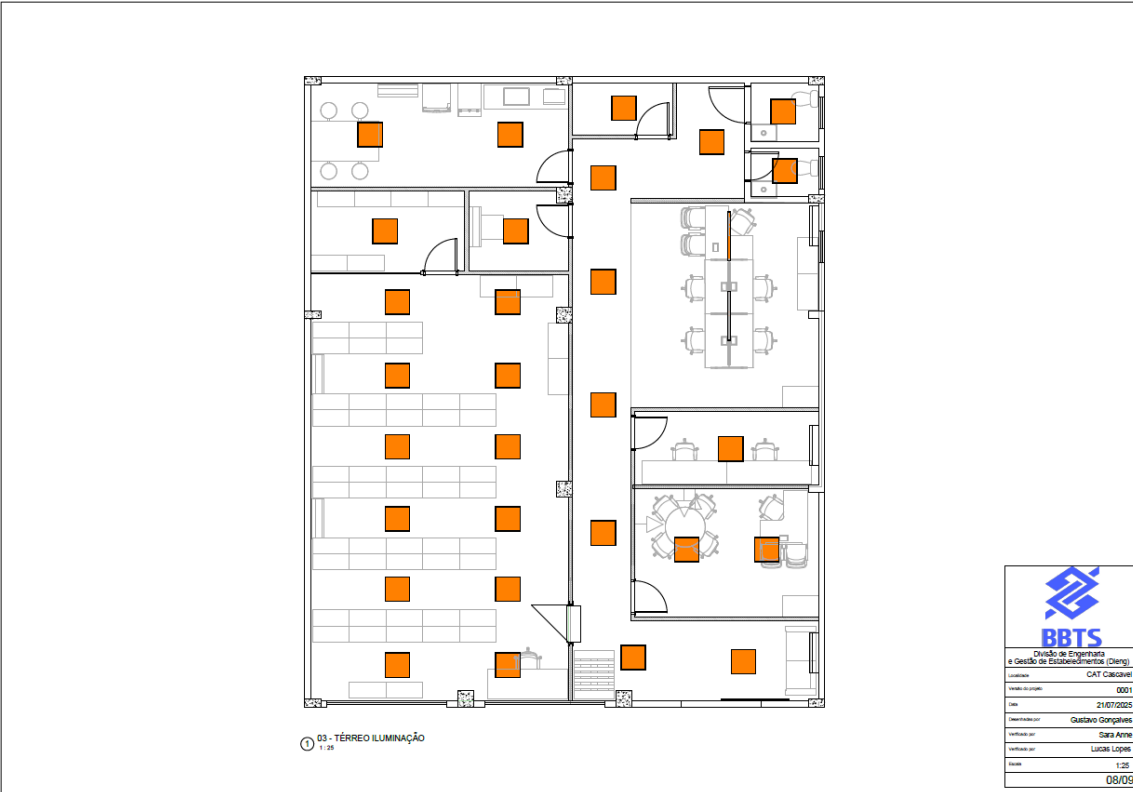 1
03 - TÉRREO ILUMINAÇÃO
1 : 25
BBTS
Divisão de Engenharia
e Gestão de Estabelecimentos (Dieng)
Localidade CAT Cascavel
Versão do projeto 0001
Data 21/07/2025
Desenhado por Gustavo Gonçalves
Verificado por Sara Anne
Verificado por Lucas Lopes
Escala 1:25
08/09